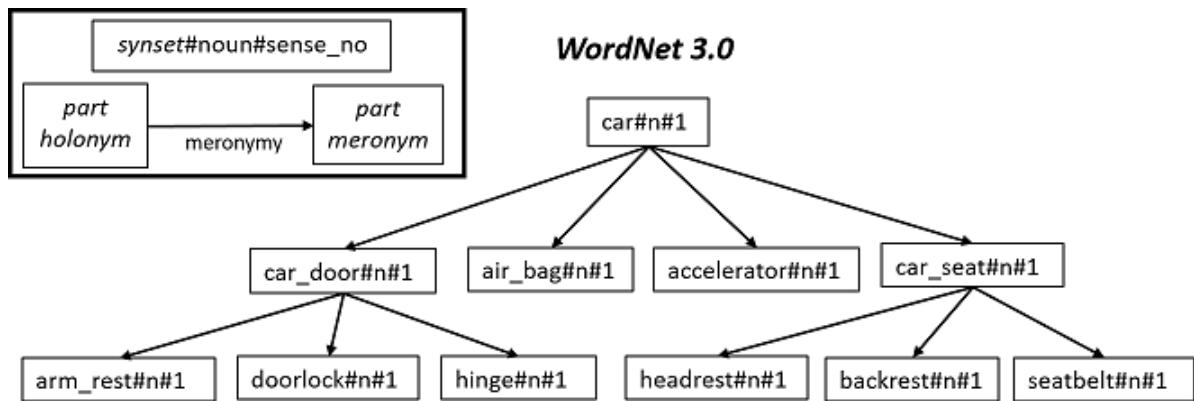 synset#noun#sense_no
part
holonym
meronymy
part
meronym
WordNet 3.0
car#n#1
car_door#n#1
air_bag#n#1
accelerator#n#1
car_seat#n#1
arm_rest#n#1
doorlock#n#1
hinge#n#1
headrest#n#1
backrest#n#1
seatbelt#n#1